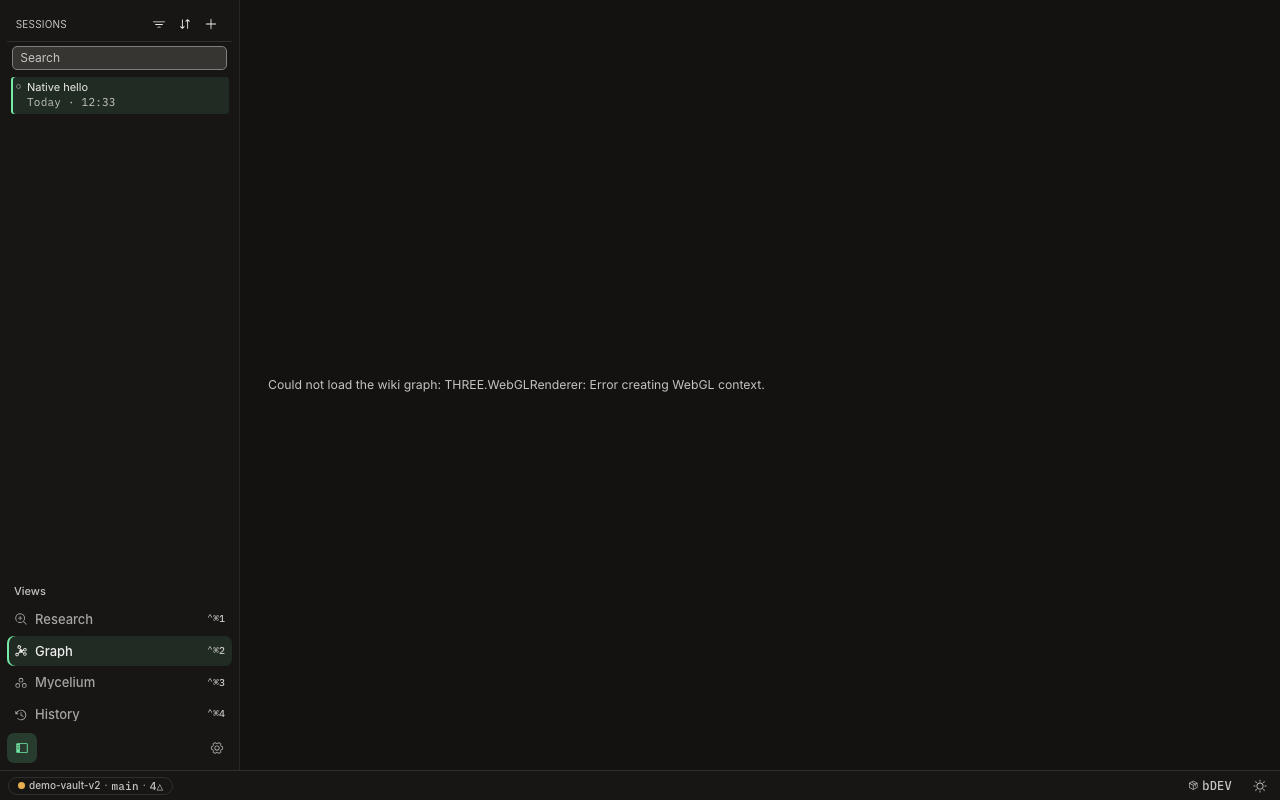 SESSIONS
Search
Native hello
Today · 12:33
Could not load the wiki graph: THREE.WebGLRenderer: Error creating WebGL context.
Views
Research ^⌘1
Graph ^⌘2
Mycelium ^⌘3
History ^⌘4
demo-vault-v2 · main · 4△
bDEV